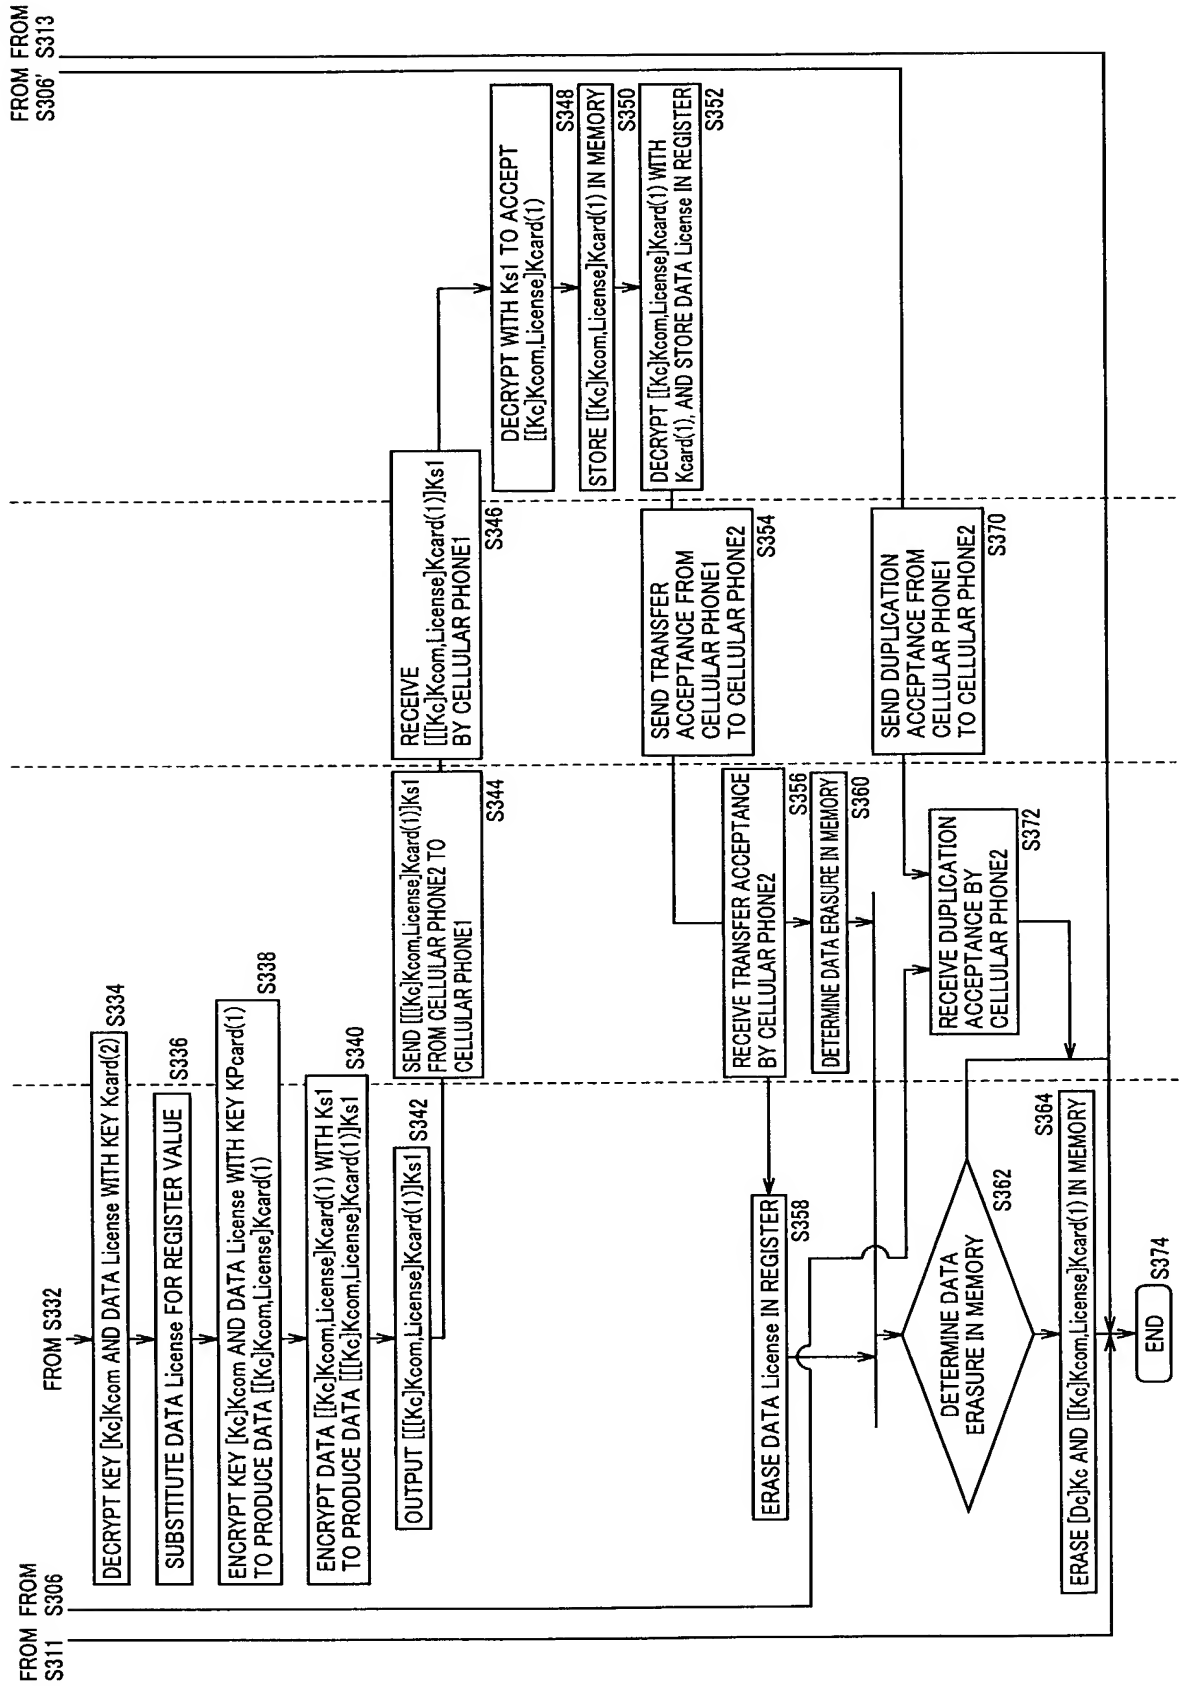 FROM FROM
S311 S306
FROM S332
FROM FROM
S306' S313
DECRYPT KEY [Kc]Kcom AND DATA License WITH KEY Kcard(2)
S334
SUBSTITUTE DATA License FOR REGISTER VALUE
S336
ENCRYPT KEY [Kc]Kcom AND DATA License WITH KEY KPcard(1)
TO PRODUCE DATA [[Kc]Kcom,License]Kcard(1)
S338
ENCRYPT DATA [[Kc]Kcom,License]Kcard(1) WITH Ks1
TO PRODUCE DATA [[[Kc]Kcom,License]Kcard(1)]Ks1
S340
OUTPUT [[[Kc]Kcom,License]Kcard(1)]Ks1
S342
SEND [[[Kc]Kcom,License]Kcard(1)]Ks1
FROM CELLULAR PHONE2 TO
CELLULAR PHONE1
S344
RECEIVE
[[[Kc]Kcom,License]Kcard(1)]Ks1
BY CELLULAR PHONE1
S346
DECRYPT WITH Ks1 TO ACCEPT
[[Kc]Kcom,License]Kcard(1)
S348
STORE [[Kc]Kcom,License]Kcard(1) IN MEMORY
S350
DECRYPT [[Kc]Kcom,License]Kcard(1) WITH
Kcard(1), AND STORE DATA License IN REGISTER
S352
SEND TRANSFER
ACCEPTANCE FROM
CELLULAR PHONE1
TO CELLULAR PHONE2
S354
RECEIVE TRANSFER ACCEPTANCE
BY CELLULAR PHONE2
S356
ERASE DATA License IN REGISTER
S358
DETERMINE DATA ERASURE IN MEMORY
S360
DETERMINE DATA
ERASURE IN MEMORY
S362
ERASE [Dc]Kc AND [[Kc]Kcom,License]Kcard(1) IN MEMORY
S364
SEND DUPLICATION
ACCEPTANCE FROM
CELLULAR PHONE1
TO CELLULAR PHONE2
S370
RECEIVE DUPLICATION
ACCEPTANCE BY
CELLULAR PHONE2
S372
END
S374